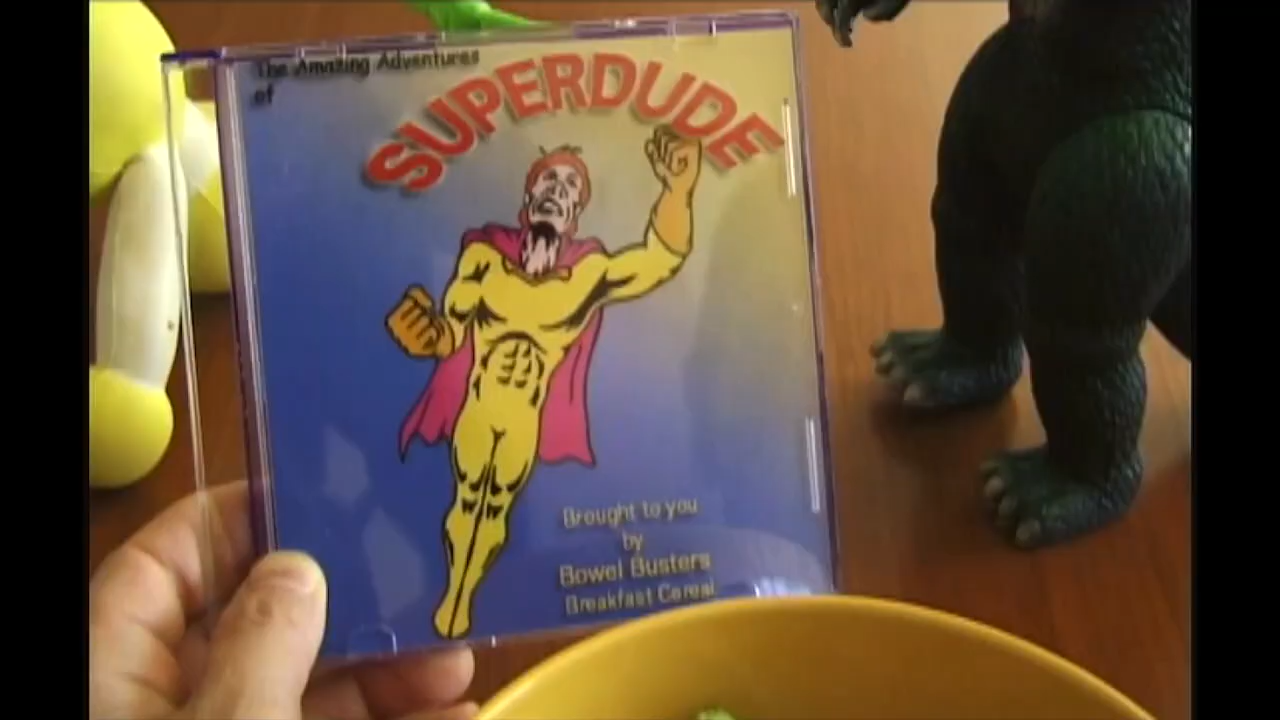 The Amazing Adventures
of
SUPERDUDE
Brought to you
by
Bowel Busters
Breakfast Cereal